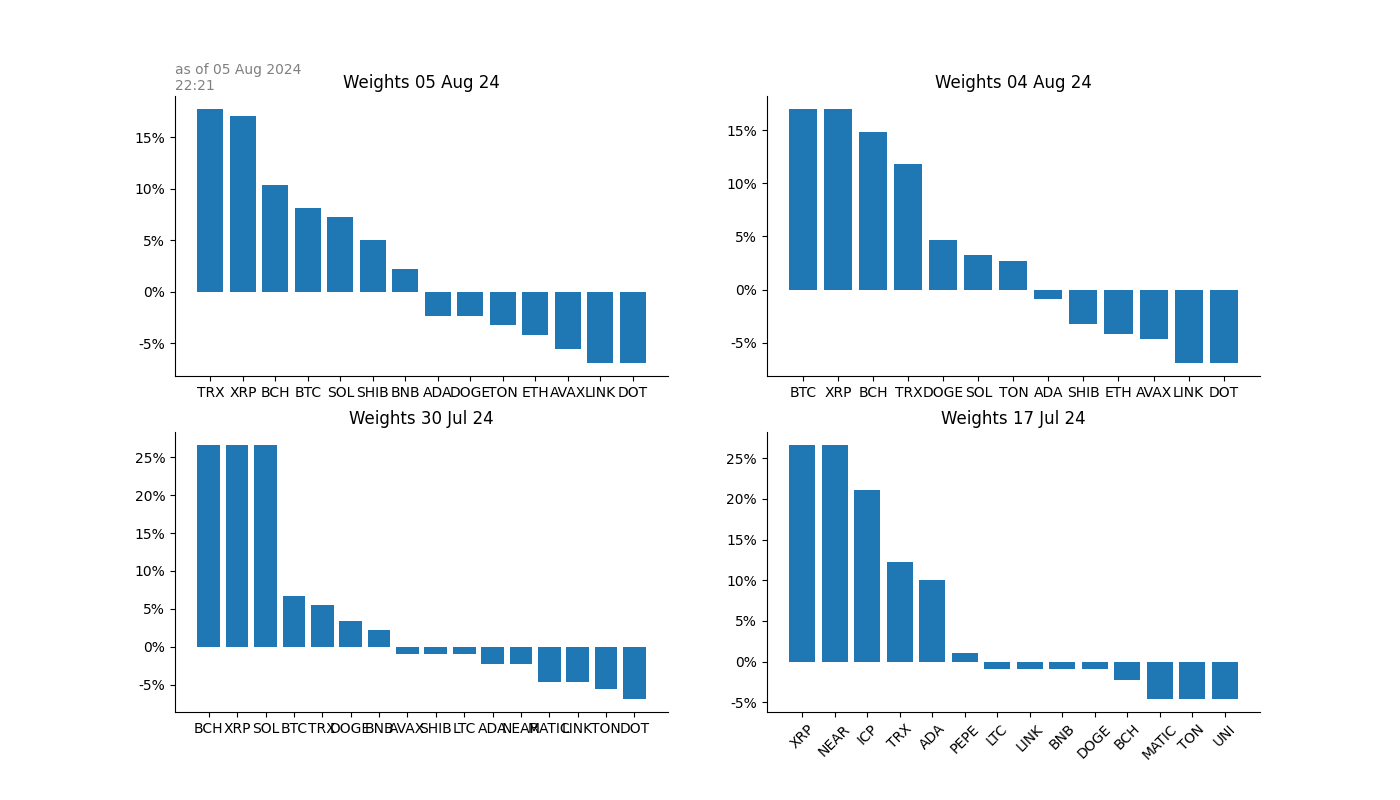 as of 05 Aug 2024
22:21
Weights 05 Aug 24
15%
10%
5%
0%
-5%
TRX XRP BCH BTC SOL SHIB BNB ADA DOGE TON ETH AVAX LINK DOT
Weights 04 Aug 24
15%
10%
5%
0%
-5%
BTC XRP BCH TRX DOGE SOL TON ADA SHIB ETH AVAX LINK DOT
Weights 30 Jul 24
25%
20%
15%
10%
5%
0%
-5%
BCH XRP SOL BTC TRX DOGE BNB AVAX SHIB LTC ADA NEAR MATIC LINK TON DOT
Weights 17 Jul 24
25%
20%
15%
10%
5%
0%
-5%
XRP NEAR ICP TRX ADA PEPE LTC LINK BNB DOGE BCH MATIC TON UNI